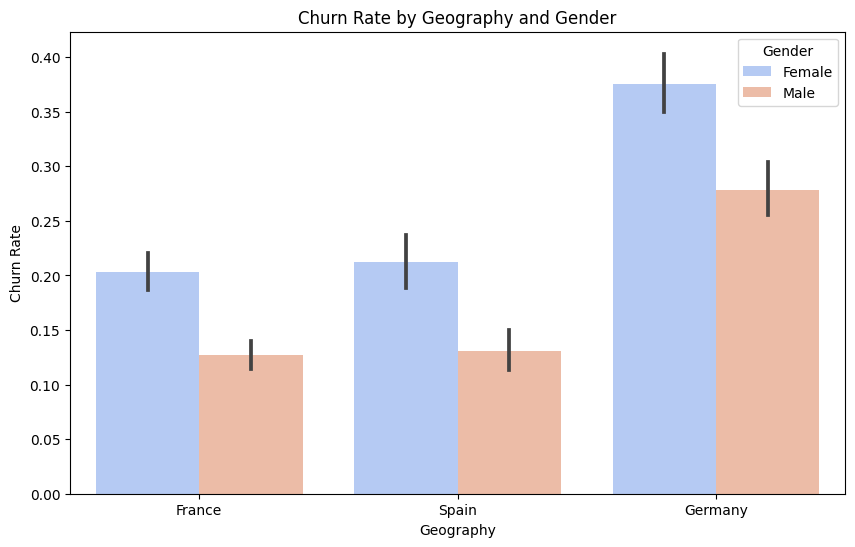 Churn Rate by Geography and Gender
Gender
Female
Male
Churn Rate
0.40
0.35
0.30
0.25
0.20
0.15
0.10
0.05
0.00
France
Spain
Germany
Geography